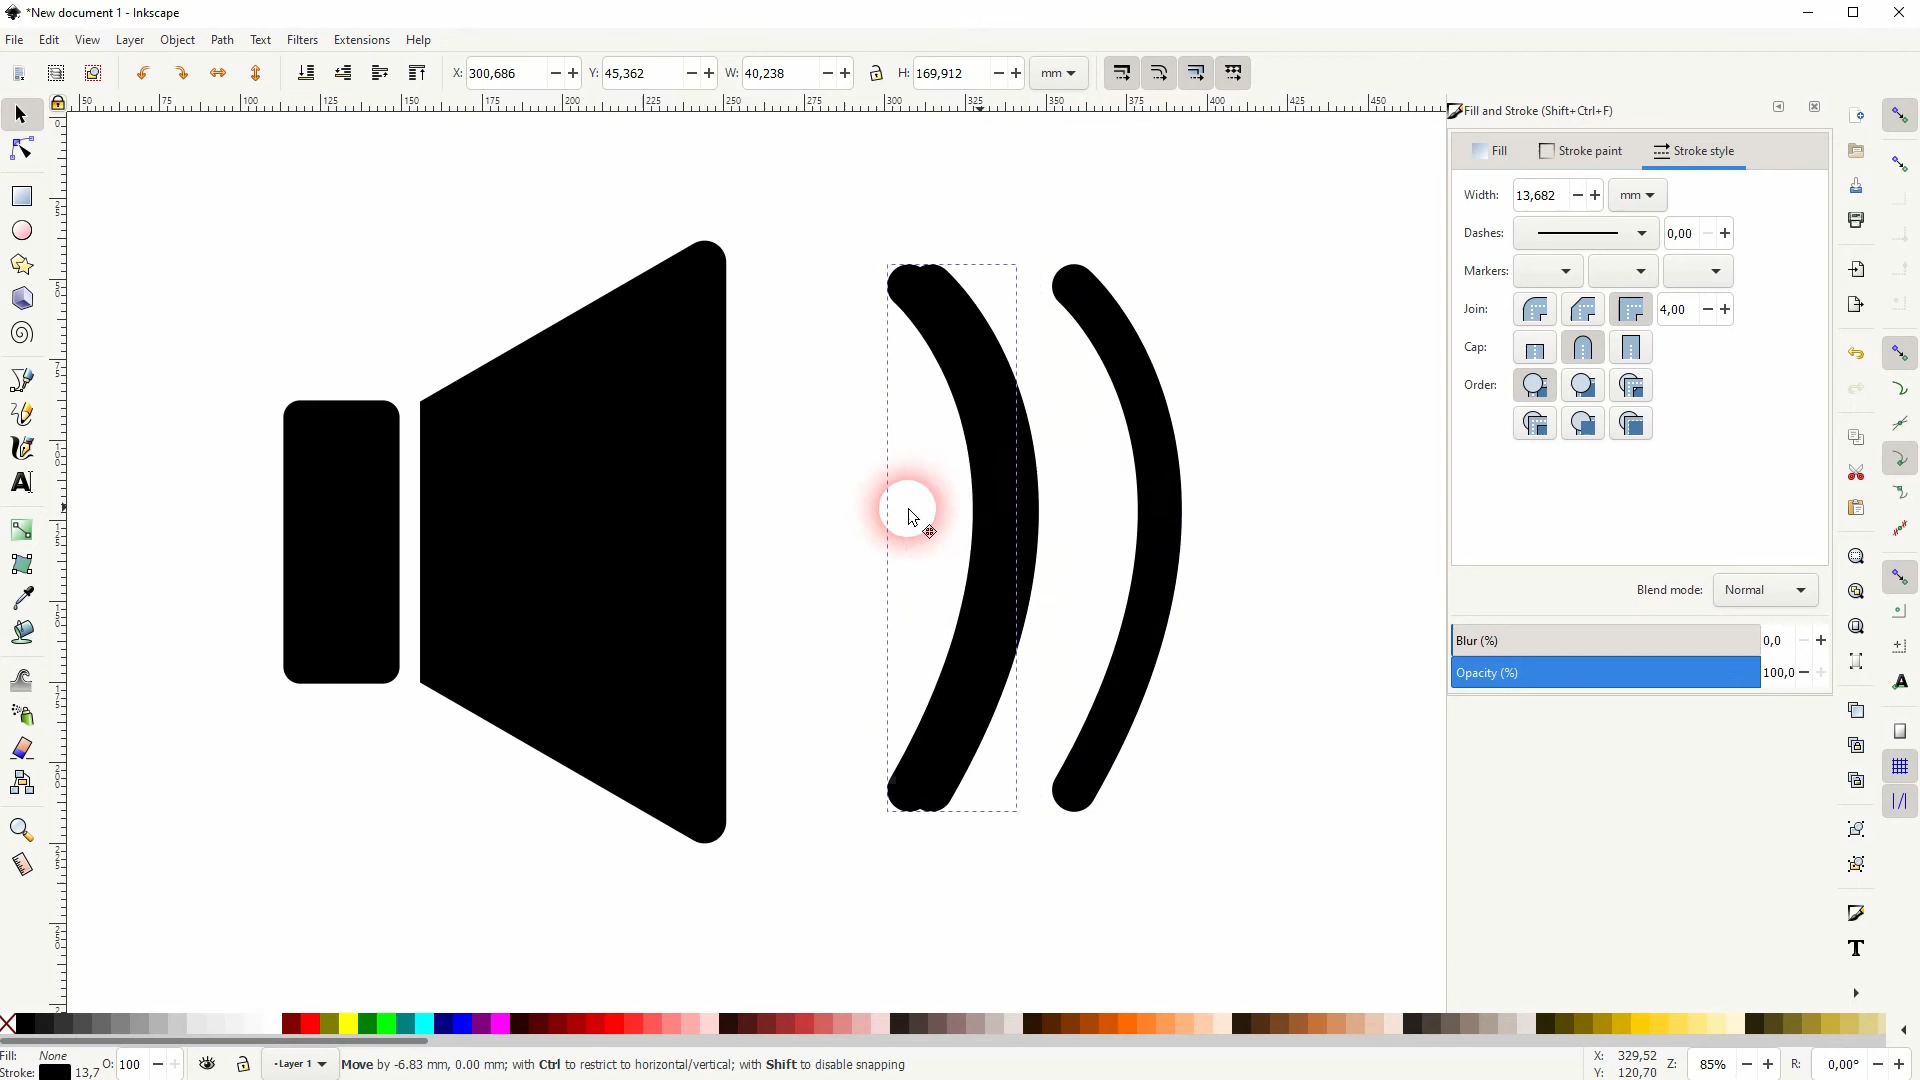 *New document 1 - Inkscape
File Edit View Layer Object Path Text Filters Extensions Help
X: 300,686 Y: 45,362 W: 40,238 H: 169,912 mm
50 75 100 125 150 175 200 225 250 275 300 325 350 375 400 425 450
Fill and Stroke (Shift+Ctrl+F)
Fill Stroke paint Stroke style
Width: 13,682 mm
Dashes: 0,00
Markers:
Join: 4,00
Cap:
Order:
Blend mode: Normal
Blur (%) 0,0
Opacity (%) 100,0
Fill: None O: 100 Layer 1 Move by -6.83 mm, 0.00 mm; with Ctrl to restrict to horizontal/vertical; with Shift to disable snapping X: 329,52 Z: 85% R: 0,00°
Stroke: 13,7 Y: 120,70